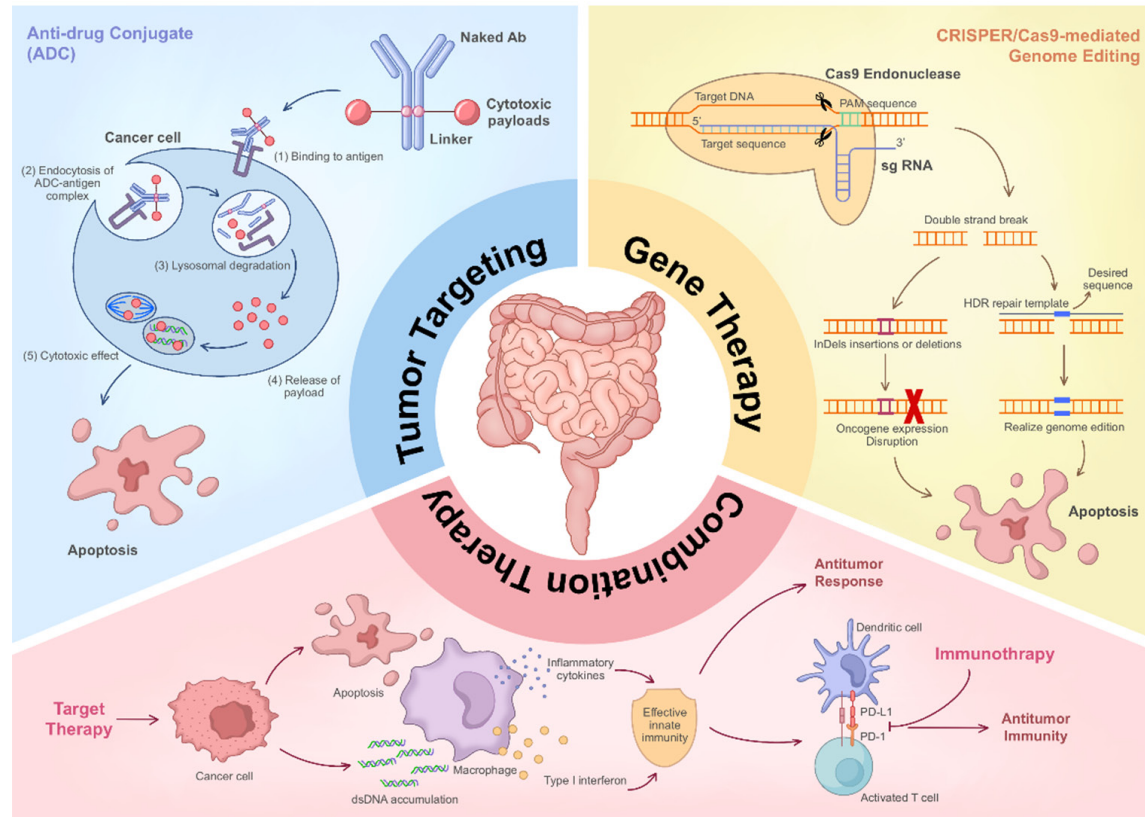 Anti-drug Conjugate
(ADC)
Naked Ab
Cytotoxic
payloads
Linker
Cancer cell
(1) Binding to antigen
(2) Endocytosis of
ADC-antigen
complex
(3) Lysosomal degradation
(4) Release of
payload
(5) Cytotoxic effect
Apoptosis
Tumor Targeting
CRISPER/Cas9-mediated
Genome Editing
Cas9 Endonuclease
Target DNA
PAM sequence
5'
Target sequence
3'
sg RNA
Double strand break
Desired
sequence
HDR repair template
InDels insertions or deletions
Oncogene expression
Disruption
Realize genome edition
Apoptosis
Gene Therapy
Combination Therapy
Target
Therapy
Cancer cell
Apoptosis
dsDNA accumulation
Macrophage
Inflammatory
cytokines
Type I interferon
Effective
innate
immunity
Antitumor
Response
Dendritic cell
PD-L1
PD-1
Activated T cell
Immunothrapy
Antitumor
Immunity